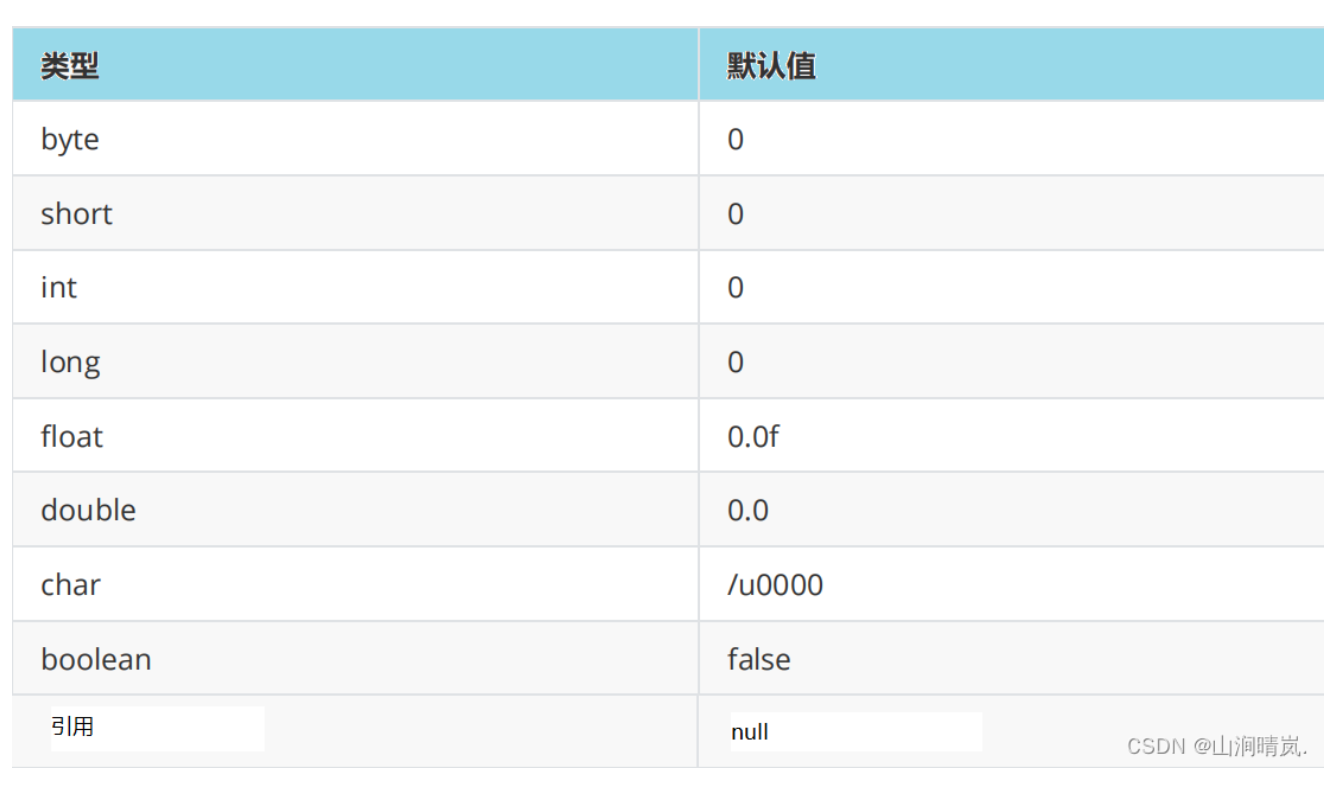 类型 默认值
byte 0
short 0
int 0
long 0
float 0.0f
double 0.0
char /u0000
boolean false
引用 null
CSDN @山涧晴岚.